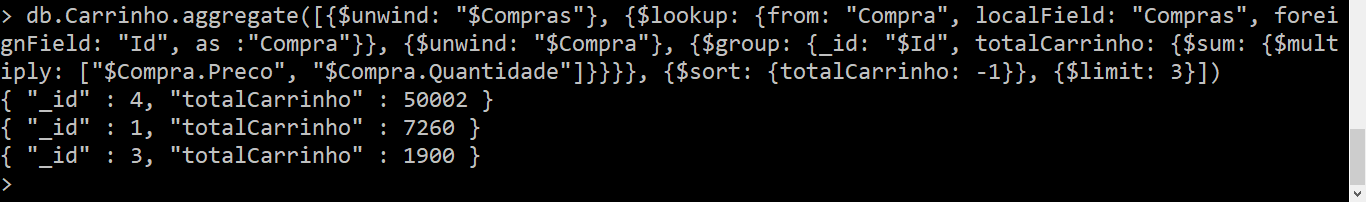 > db.Carrinho.aggregate([{$unwind: "$Compras"}, {$lookup: {from: "Compra", localField: "Compras", forei
gnField: "Id", as :"Compra"}}, {$unwind: "$Compra"}, {$group: {_id: "$Id", totalCarrinho: {$sum: {$mult
iply: ["$Compra.Preco", "$Compra.Quantidade"]}}}}, {$sort: {totalCarrinho: -1}}, {$limit: 3}])
{ "_id" : 4, "totalCarrinho" : 50002 }
{ "_id" : 1, "totalCarrinho" : 7260 }
{ "_id" : 3, "totalCarrinho" : 1900 }
>